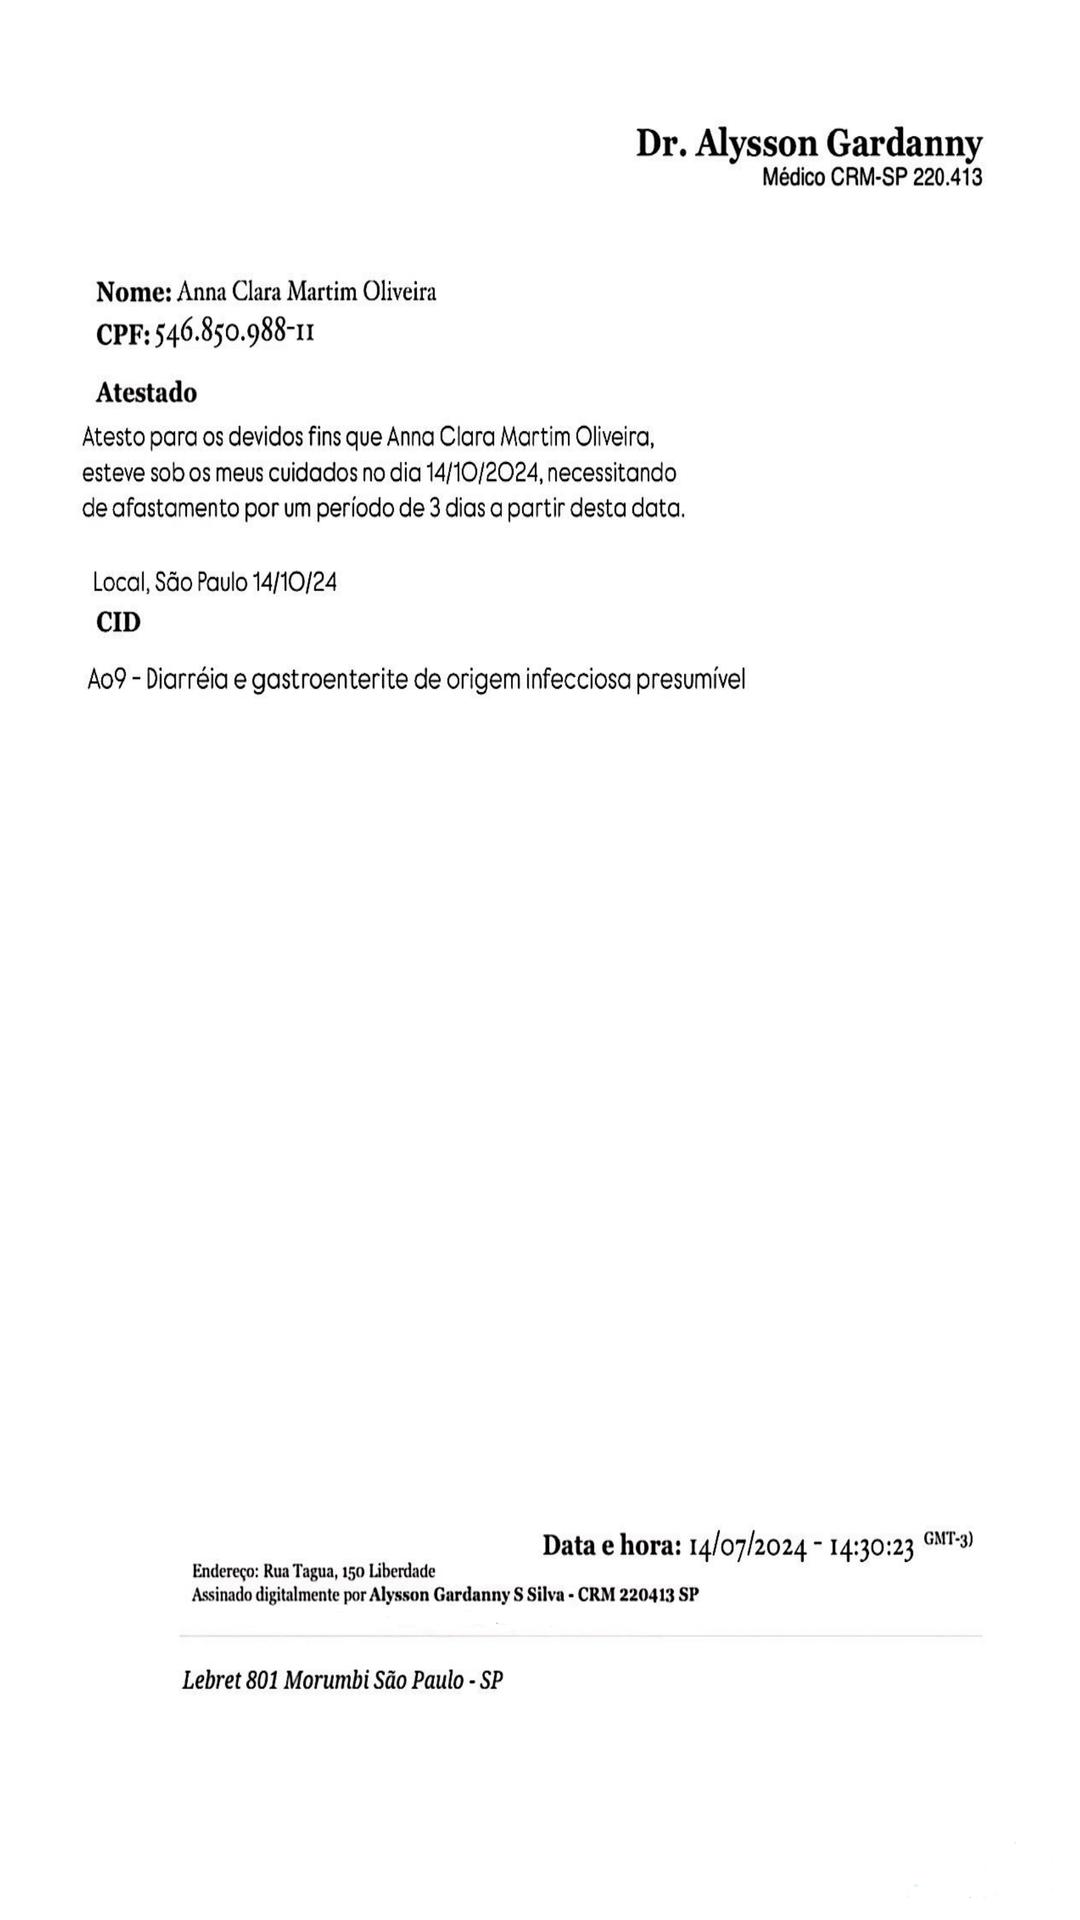 Dr. Alysson Gardanny
Médico CRM-SP 220.413
Nome: Anna Clara Martim Oliveira
CPF: 546.850.988-11
Atestado
Atesto para os devidos fins que Anna Clara Martim Oliveira,
esteve sob os meus cuidados no dia 14/10/2024, necessitando
de afastamento por um período de 3 dias a partir desta data.
Local, São Paulo 14/10/24
CID
A09 - Diarréia e gastroenterite de origem infecciosa presumível
Data e hora: 14/07/2024 - 14:30:23 GMT-3)
Endereço: Rua Tagua, 150 Liberdade
Assinado digitalmente por Alysson Gardanny S Silva - CRM 220413 SP
Lebret 801 Morumbi São Paulo - SP